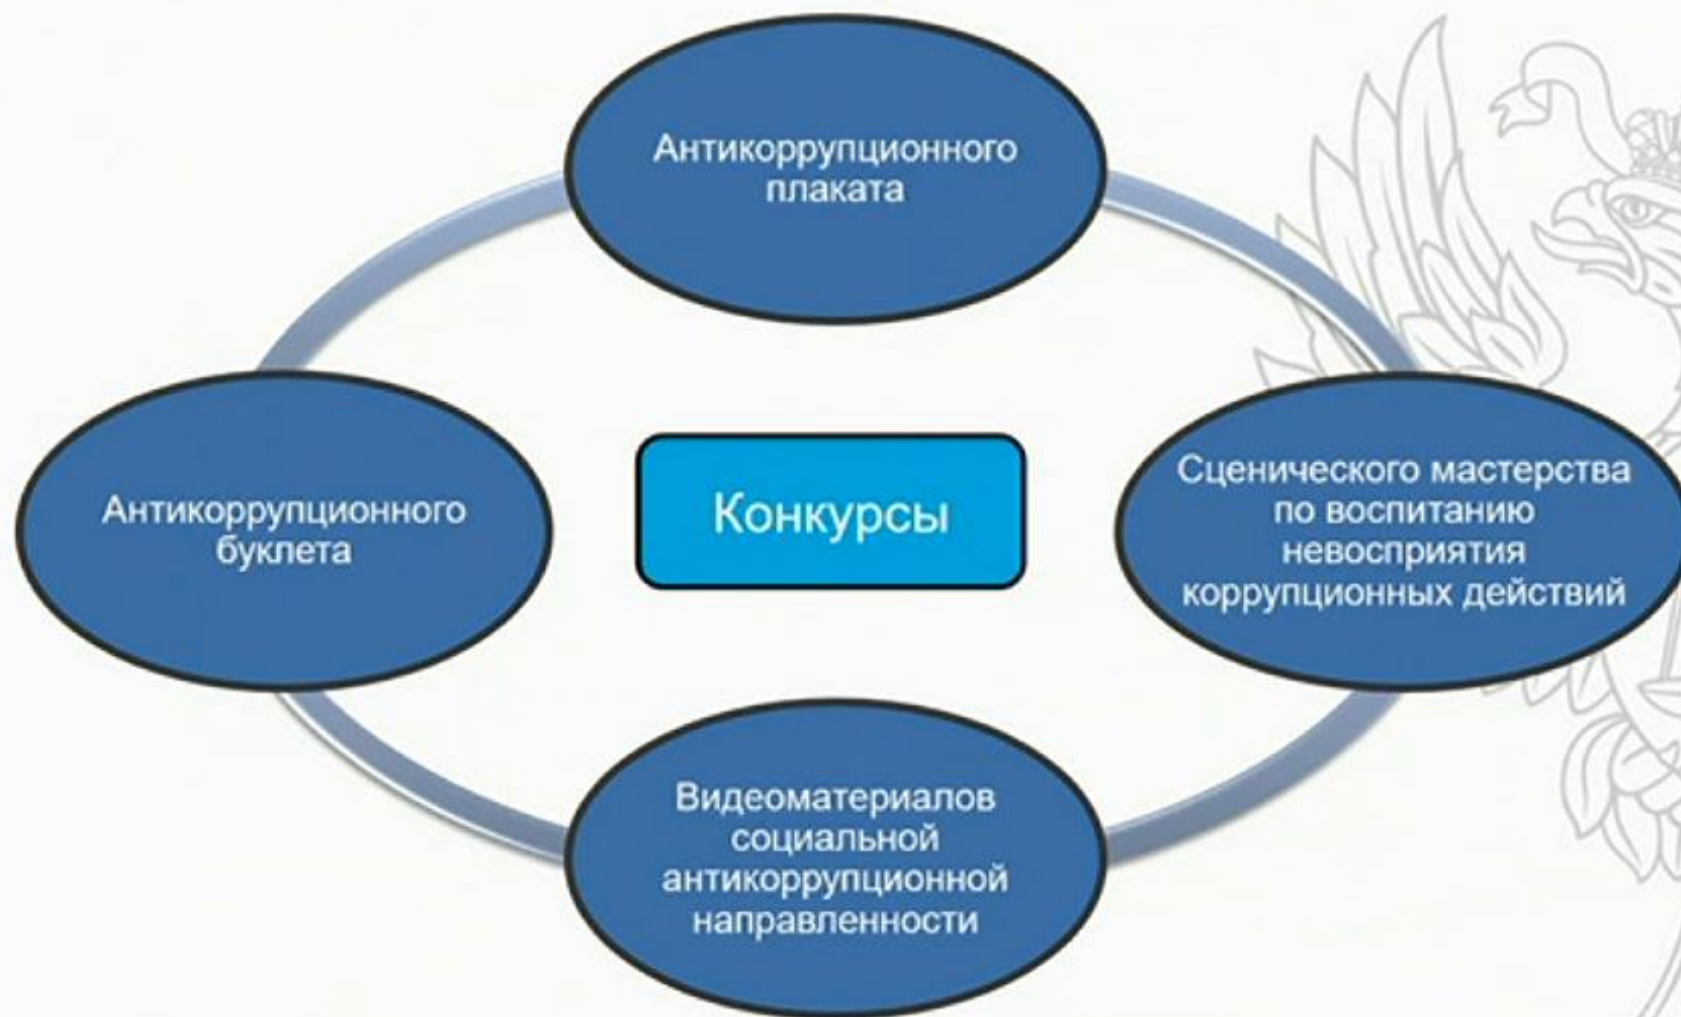 Антикоррупционного
плаката
Антикоррупционного
буклета
Конкурсы
Сценического мастерства
по воспитанию
невосприятия
коррупционных действий
Видеоматериалов
социальной
антикоррупционной
направленности